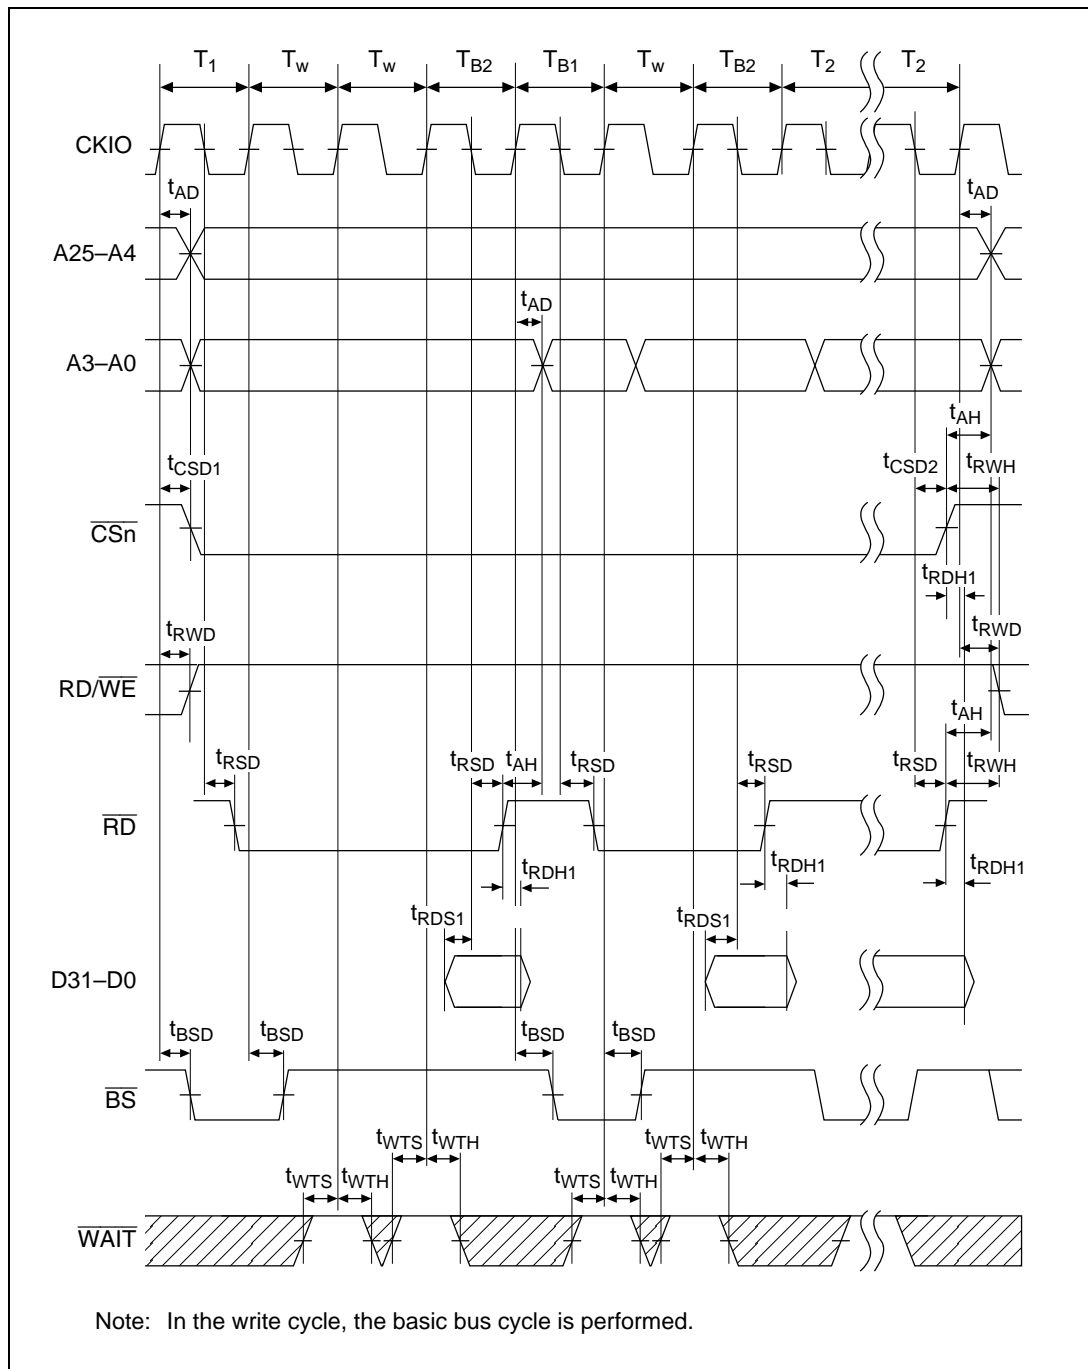 T1 Tw Tw TB2 TB1 Tw TB2 T2 T2
CKIO
tAD tAD
A25–A4
tAD
A3–A0
tAH
tCSD1 tCSD2 tRWH
CSn
tRDH1
tRWD tRWD
RD/WE
tAH
tRSD tRSD tAH tRSD tRSD tRSD tRWH
RD
tRDH1 tRDH1 tRDH1
tRDS1 tRDS1
D31–D0
tBSD tBSD tBSD tBSD
BS
tWTS tWTH tWTS tWTH
tWTS tWTH tWTS tWTH
WAIT
Note: In the write cycle, the basic bus cycle is performed.